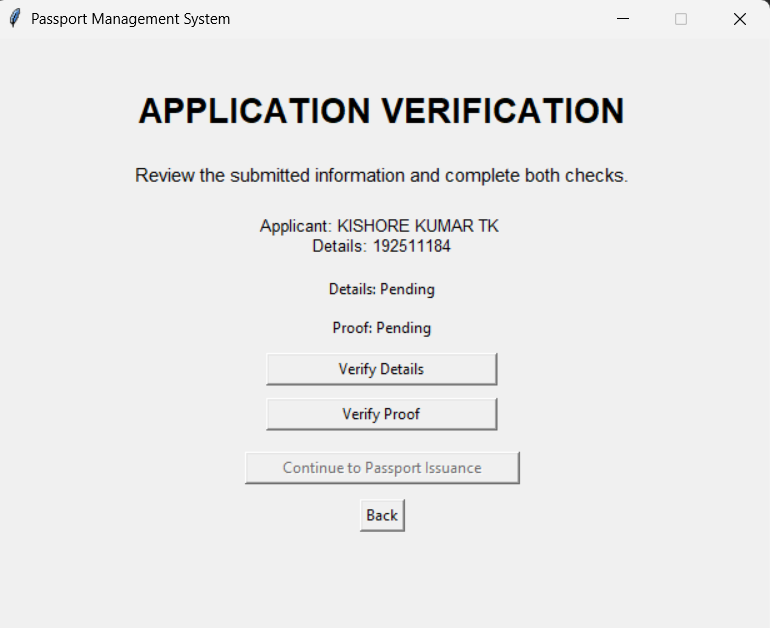 Passport Management System
APPLICATION VERIFICATION
Review the submitted information and complete both checks.
Applicant: KISHORE KUMAR TK
Details: 192511184
Details: Pending
Proof: Pending
Verify Details
Verify Proof
Continue to Passport Issuance
Back